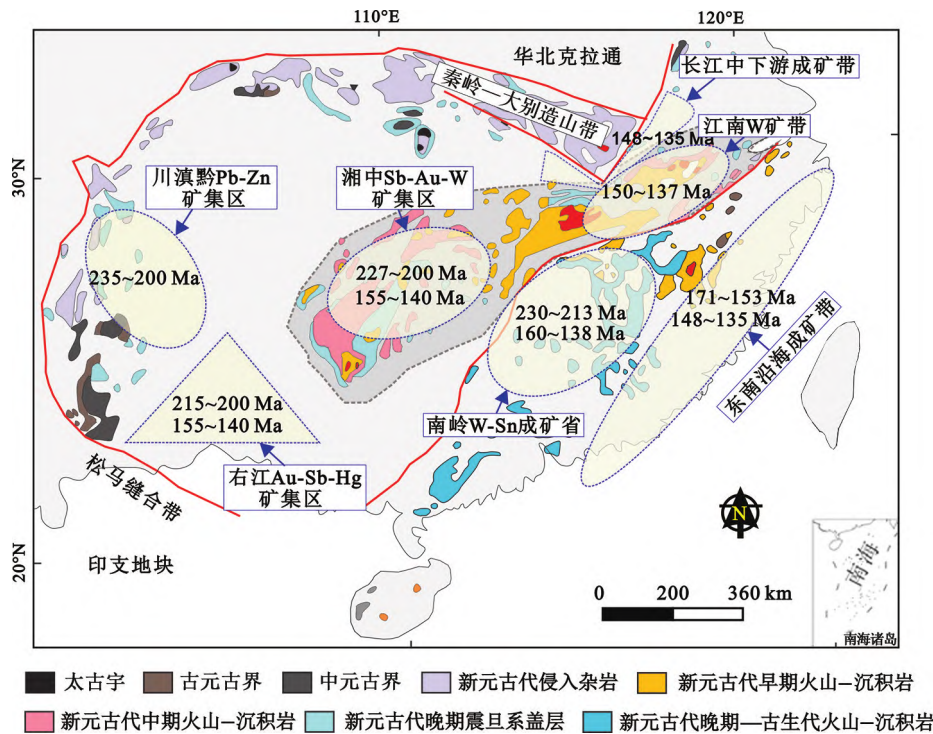 110°E
120°E
华北克拉通
长江中下游成矿带
秦岭—大别造山带
148~135 Ma
江南W矿带
30°N
川滇黔Pb-Zn
矿集区
湘中Sb-Au-W
矿集区
150~137 Ma
235~200 Ma
227~200 Ma
155~140 Ma
230~213 Ma
160~138 Ma
171~153 Ma
148~135 Ma
东南沿海成矿带
215~200 Ma
155~140 Ma
南岭W-Sn成矿省
右江Au-Sb-Hg
矿集区
松马缝合带
印支地块
20°N
N
0 200 360 km
南海
南海诸岛
太古宇 古元古界 中元古界 新元古代侵入杂岩 新元古代早期火山–沉积岩
新元古代中期火山–沉积岩 新元古代晚期震旦系盖层 新元古代晚期—古生代火山–沉积岩